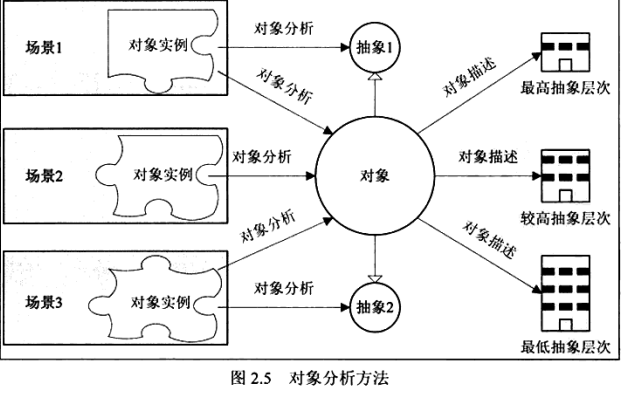 场景1
对象实例
对象分析
抽象1
对象分析
对象描述
最高抽象层次
场景2
对象实例
对象分析
对象
对象描述
较高抽象层次
场景3
对象实例
对象分析
对象分析
抽象2
对象描述
最低抽象层次
图 2.5 对象分析方法